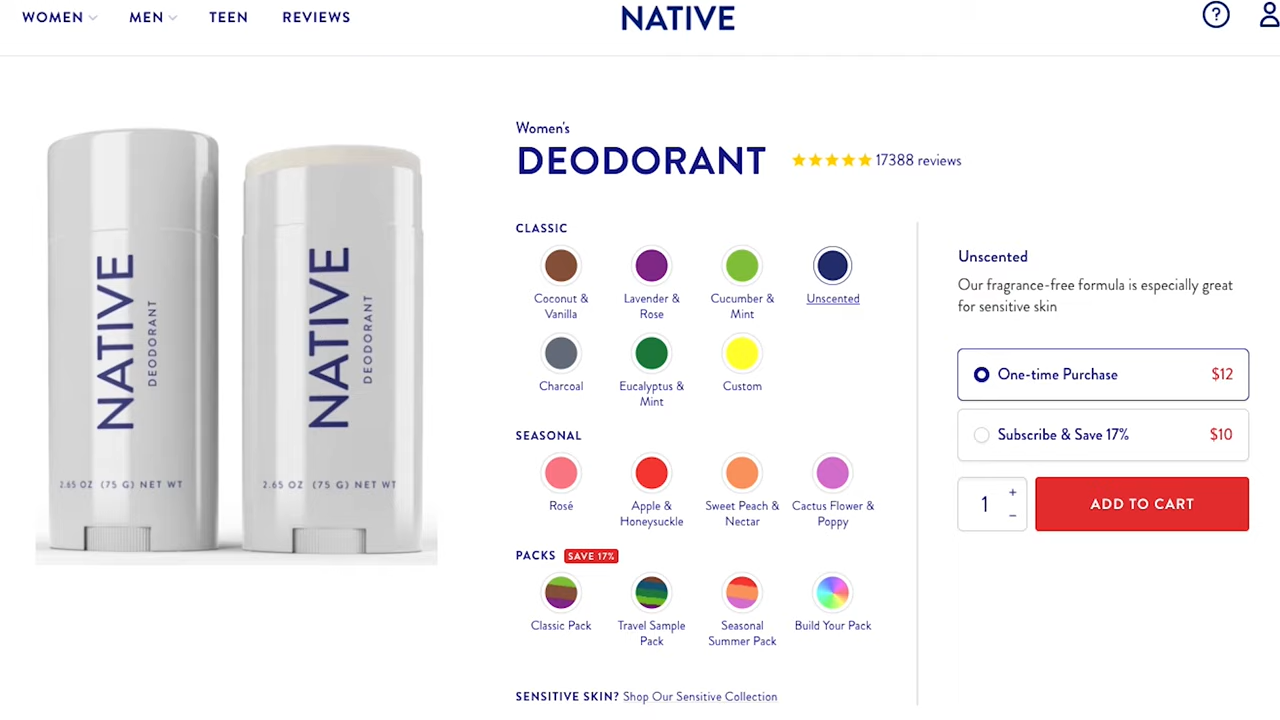 WOMEN MEN TEEN REVIEWS
NATIVE
?
NATIVE
DEODORANT
2.65 OZ (75 G) NET WT
NATIVE
DEODORANT
2.65 OZ (75 G) NET WT
Women's
DEODORANT
17388 reviews
CLASSIC
Coconut &
Vanilla
Lavender &
Rose
Cucumber &
Mint
Unscented
Charcoal
Eucalyptus &
Mint
Custom
SEASONAL
Rosé
Apple &
Honeysuckle
Sweet Peach &
Nectar
Cactus Flower &
Poppy
PACKS SAVE 17%
Classic Pack
Travel Sample
Pack
Seasonal
Summer Pack
Build Your Pack
SENSITIVE SKIN? Shop Our Sensitive Collection
Unscented
Our fragrance-free formula is especially great
for sensitive skin
One-time Purchase $12
Subscribe & Save 17% $10
1 + −
ADD TO CART